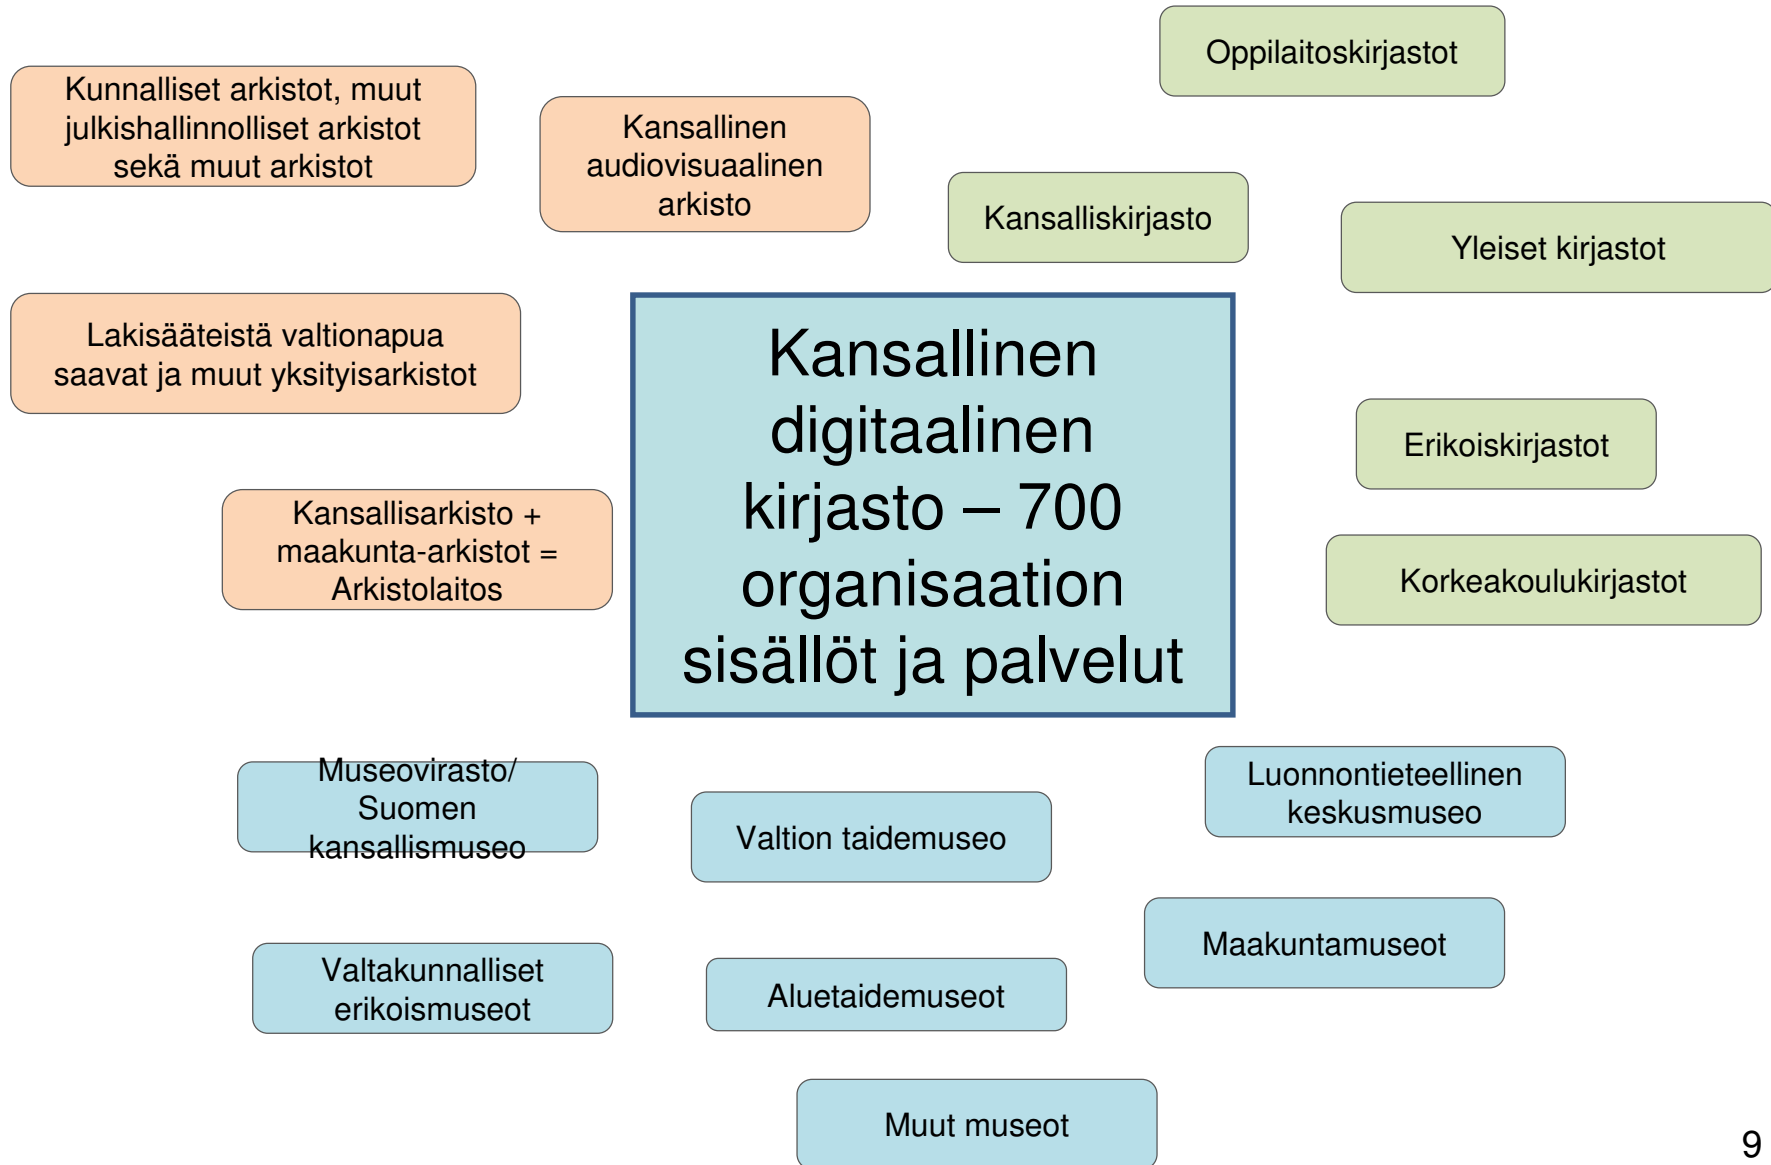 Oppilaitoskirjastot
Kunnalliset arkistot, muut
julkishallinnolliset arkistot
sekä muut arkistot
Kansallinen
audiovisuaalinen
arkisto
Kansalliskirjasto
Yleiset kirjastot
Lakisääteistä valtionapua
saavat ja muut yksityisarkistot
Kansallinen
digitaalinen
kirjasto – 700
organisaation
sisällöt ja palvelut
Erikoiskirjastot
Kansallisarkisto +
maakunta-arkistot =
Arkistolaitos
Korkeakoulukirjastot
Museovirasto/
Suomen
kansallismuseo
Valtion taidemuseo
Luonnontieteellinen
keskusmuseo
Valtakunnalliset
erikoismuseot
Aluetaidemuseot
Maakuntamuseot
Muut museot
9